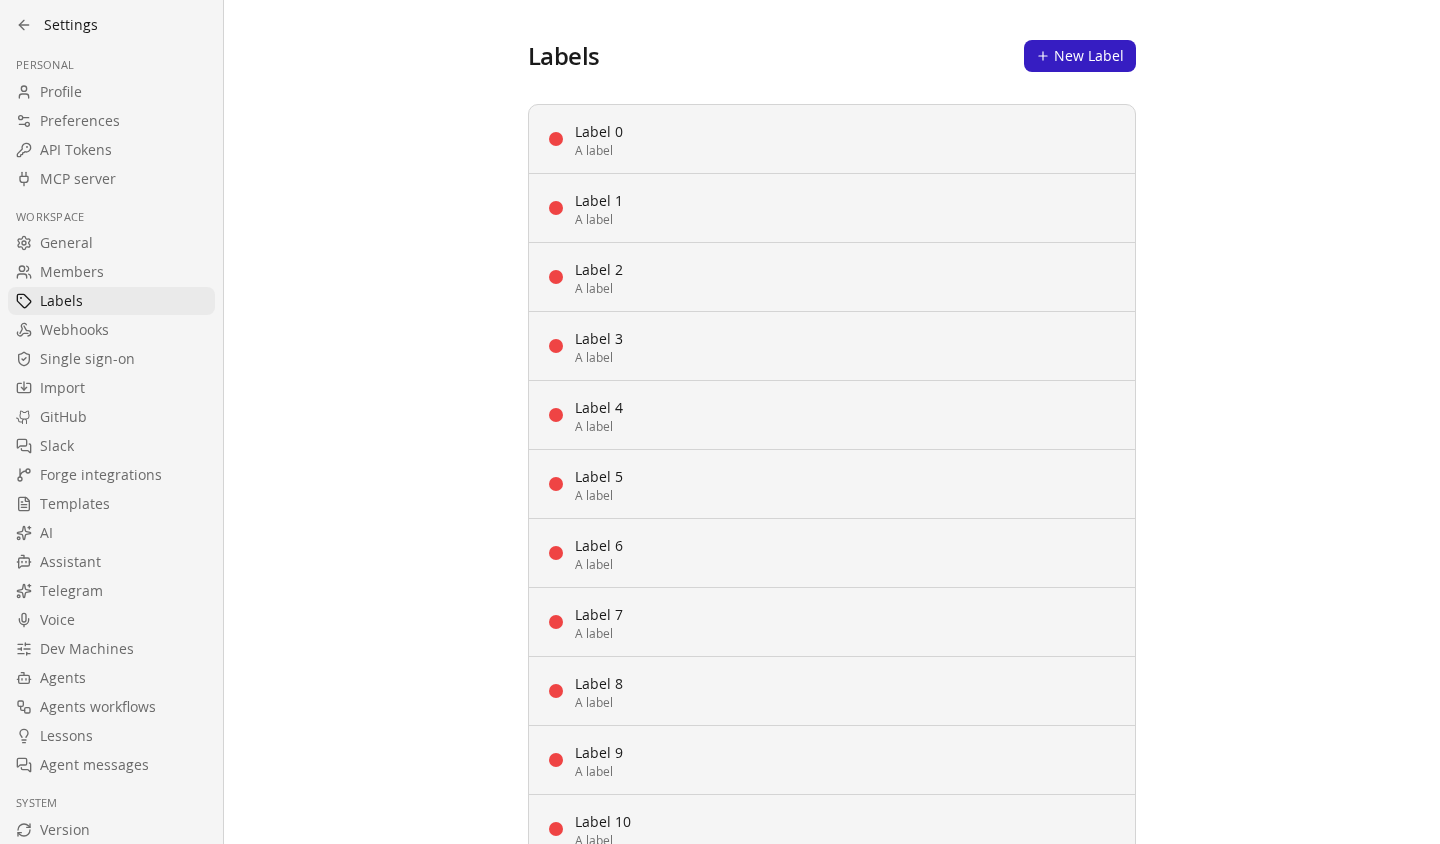 Settings
PERSONAL
Profile
Preferences
API Tokens
MCP server
WORKSPACE
General
Members
Labels
Webhooks
Single sign-on
Import
GitHub
Slack
Forge integrations
Templates
AI
Assistant
Telegram
Voice
Dev Machines
Agents
Agents workflows
Lessons
Agent messages
SYSTEM
Version
Labels
New Label
Label 0
A label
Label 1
A label
Label 2
A label
Label 3
A label
Label 4
A label
Label 5
A label
Label 6
A label
Label 7
A label
Label 8
A label
Label 9
A label
Label 10
A label